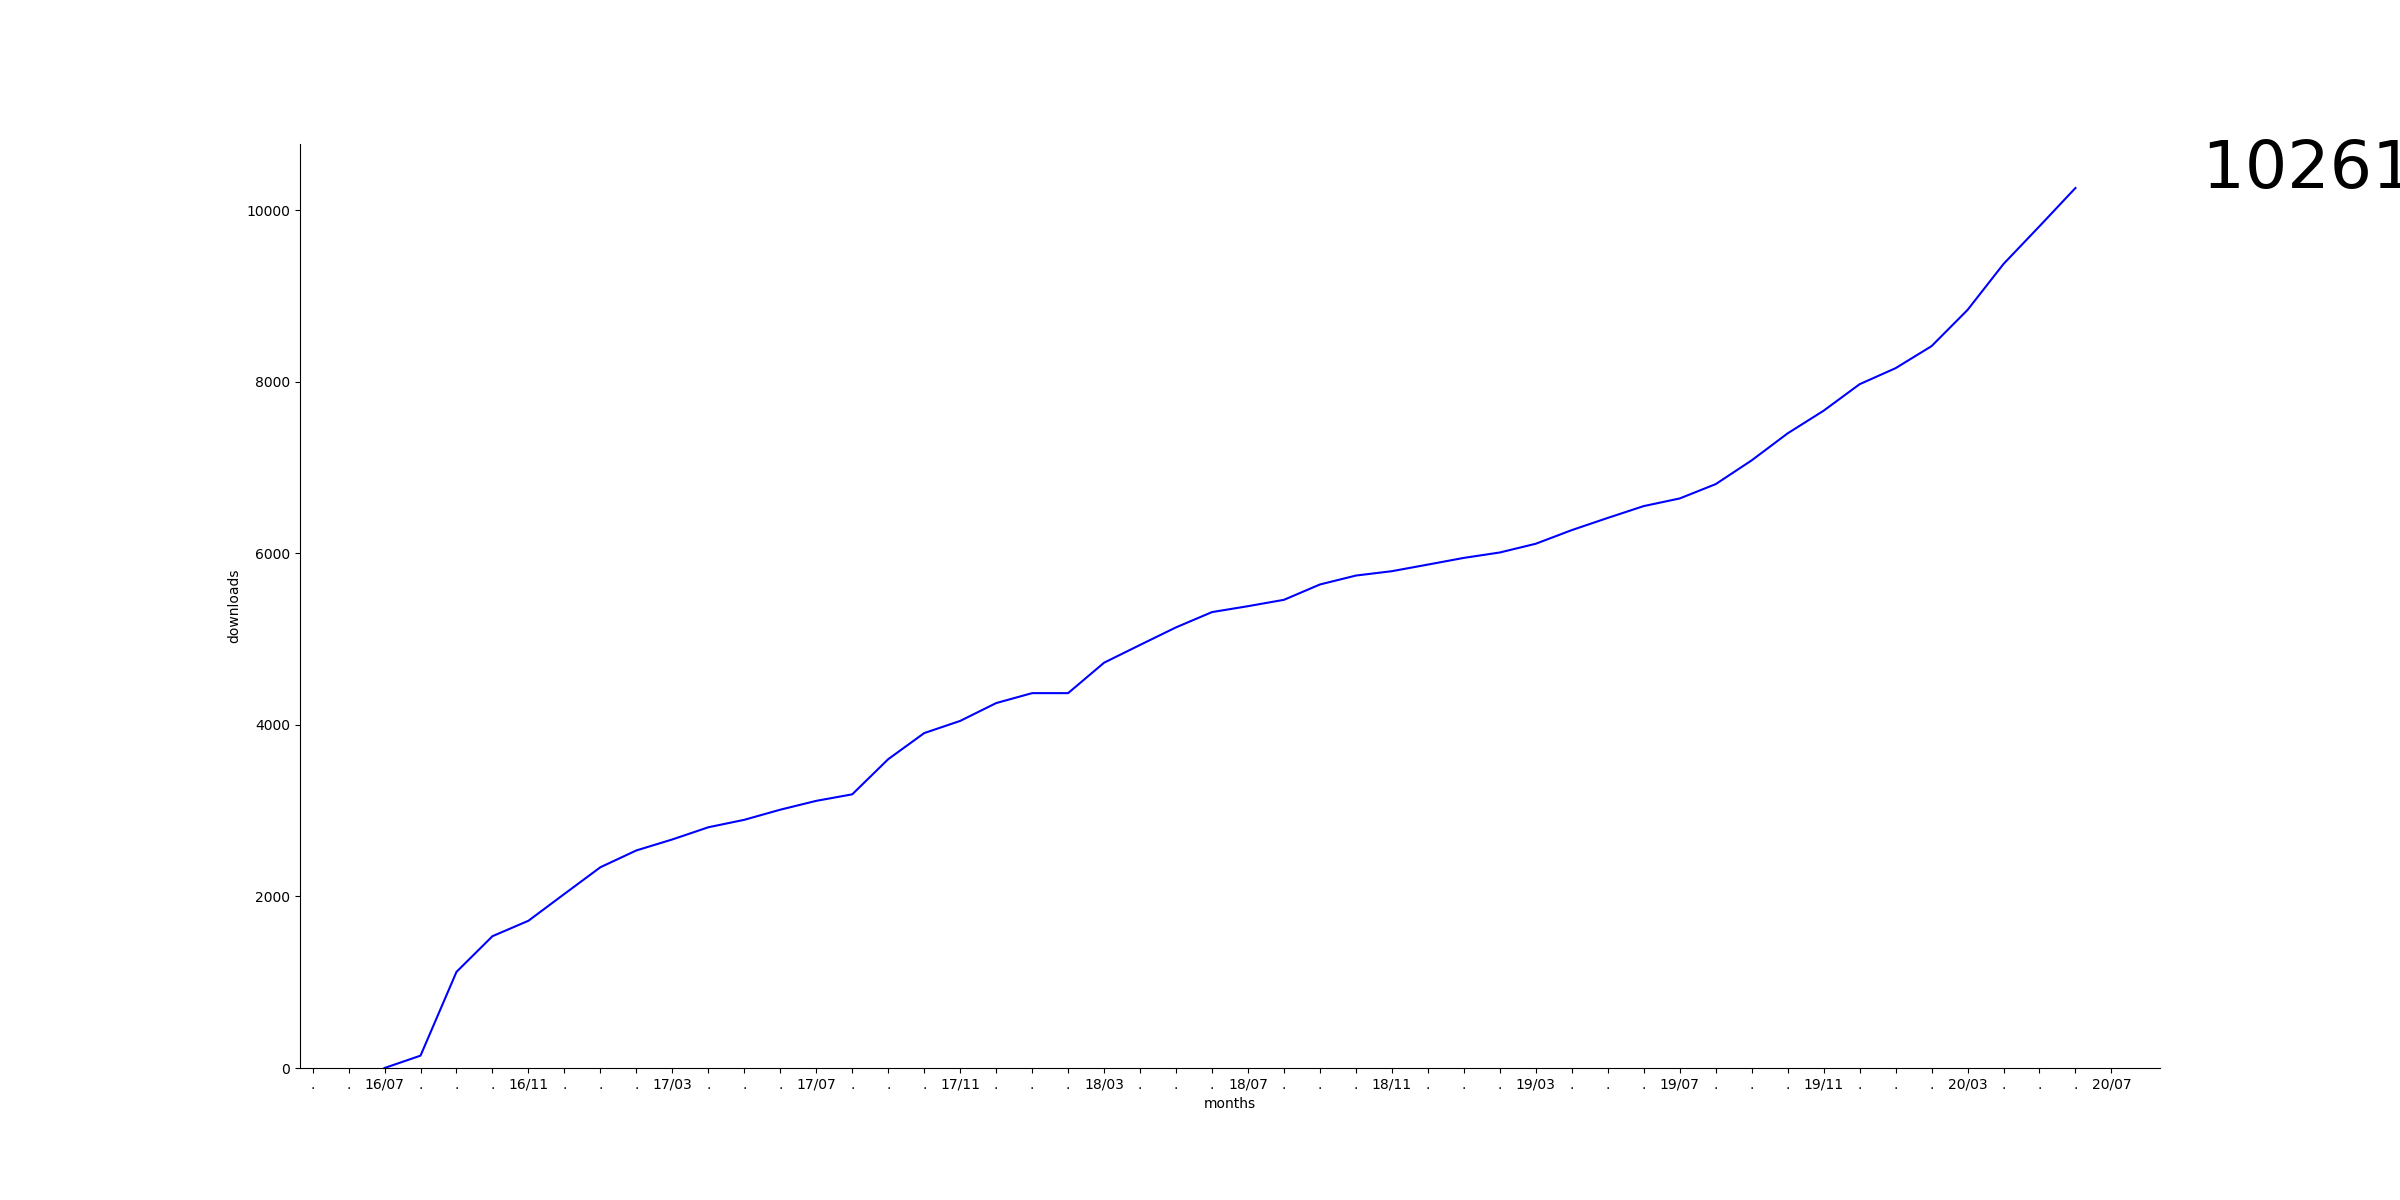 10261
10000
8000
6000
4000
2000
0
downloads
. . 16/07 . . . 16/11 . . . 17/03 . . . 17/07 . . . 17/11 . . . 18/03 . . . 18/07 . . . 18/11 . . . 19/03 . . . 19/07 . . . 19/11 . . . 20/03 . . . 20/07
months